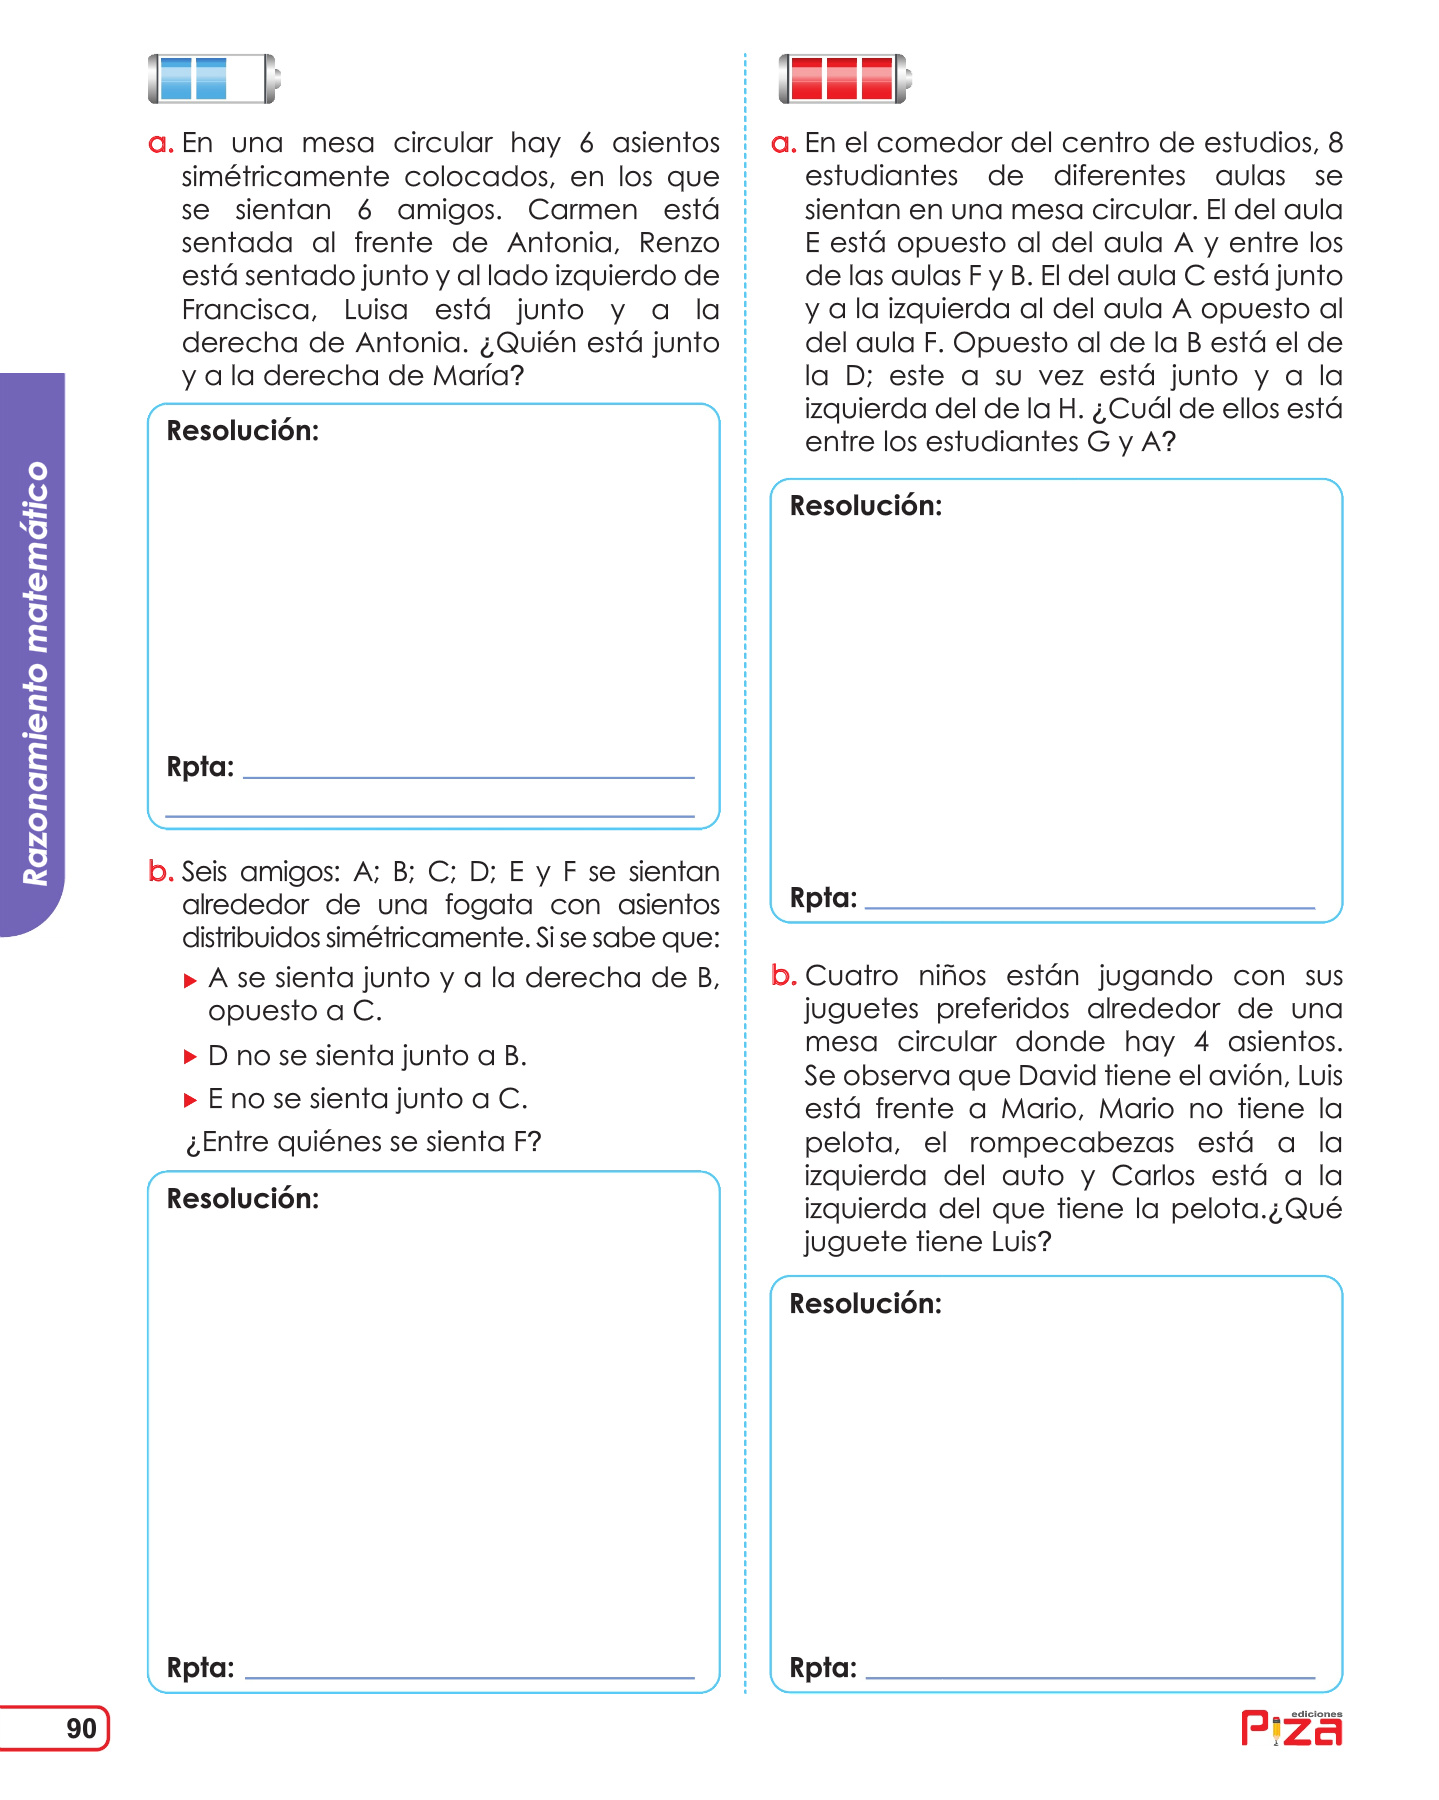 a. En una mesa circular hay 6 asientos
simétricamente colocados, en los que
se sientan 6 amigos. Carmen está
sentada al frente de Antonia, Renzo
está sentado junto y al lado izquierdo de
Francisca, Luisa está junto y a la
derecha de Antonia. ¿Quién está junto
y a la derecha de María?
Resolución:
Rpta:
b. Seis amigos: A; B; C; D; E y F se sientan
alrededor de una fogata con asientos
distribuidos simétricamente. Si se sabe que:
A se sienta junto y a la derecha de B,
opuesto a C.
D no se sienta junto a B.
E no se sienta junto a C.
¿Entre quiénes se sienta F?
Resolución:
Rpta:
a. En el comedor del centro de estudios, 8
estudiantes de diferentes aulas se
sientan en una mesa circular. El del aula
E está opuesto al del aula A y entre los
de las aulas F y B. El del aula C está junto
y a la izquierda al del aula A opuesto al
del aula F. Opuesto al de la B está el de
la D; este a su vez está junto y a la
izquierda del de la H. ¿Cuál de ellos está
entre los estudiantes G y A?
Resolución:
Rpta:
b. Cuatro niños están jugando con sus
juguetes preferidos alrededor de una
mesa circular donde hay 4 asientos.
Se observa que David tiene el avión, Luis
está frente a Mario, Mario no tiene la
pelota, el rompecabezas está a la
izquierda del auto y Carlos está a la
izquierda del que tiene la pelota.¿Qué
juguete tiene Luis?
Resolución:
Rpta:
Razonamiento matemático
90
ediciones
Piza